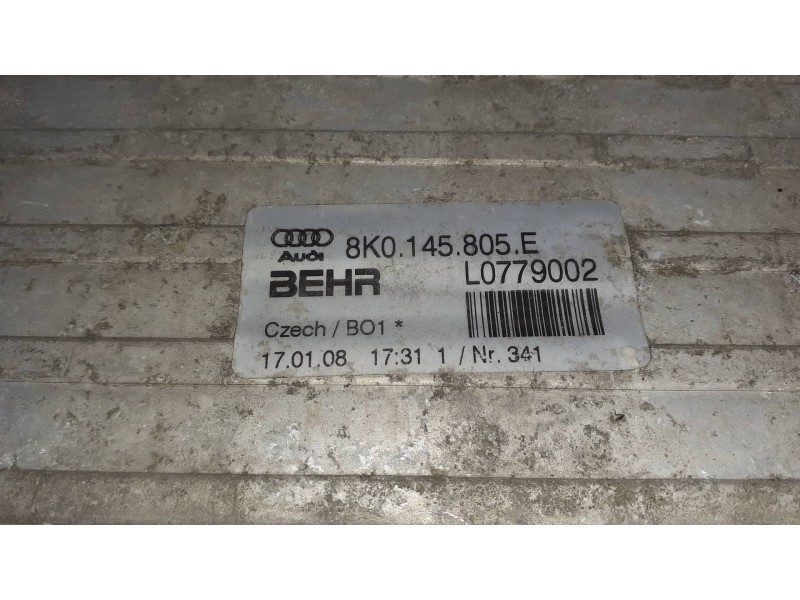 8K0.145.805.E
Audi
BEHR L0779002
Czech / BO1 *
17.01.08 17:31 1 / Nr. 341